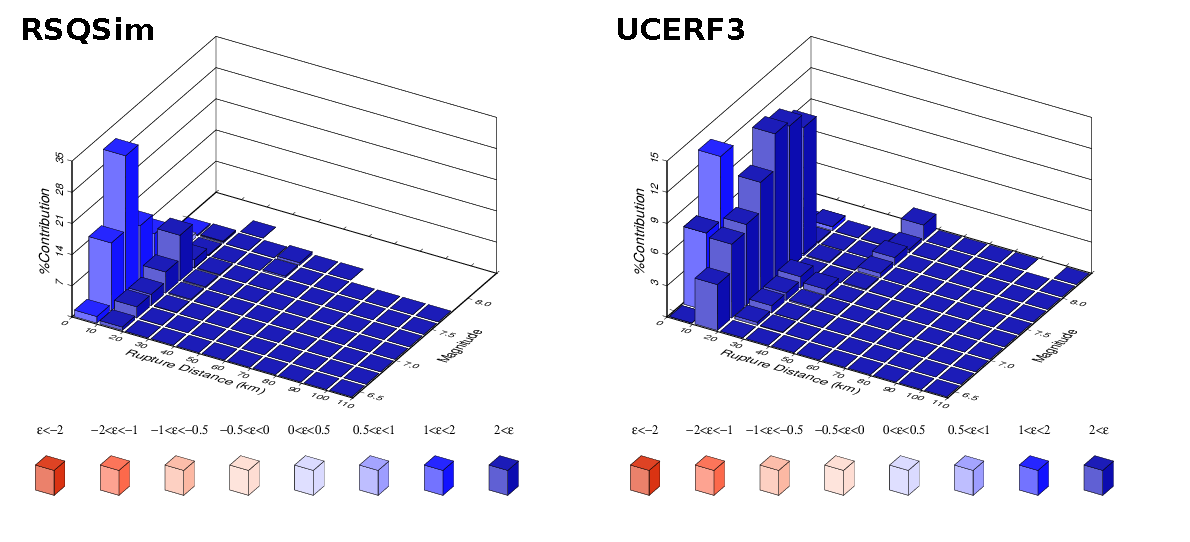 RSQSim
%Contribution
35
28
21
14
7
0
10
20
30
40
50
60
70
80
90
100
110
Rupture Distance (km)
6.5
7.0
7.5
8.0
Magnitude
ε<−2
−2<ε<−1
−1<ε<−0.5
−0.5<ε<0
0<ε<0.5
0.5<ε<1
1<ε<2
2<ε
UCERF3
%Contribution
15
12
9
6
3
0
10
20
30
40
50
60
70
80
90
100
110
Rupture Distance (km)
6.5
7.0
7.5
8.0
Magnitude
ε<−2
−2<ε<−1
−1<ε<−0.5
−0.5<ε<0
0<ε<0.5
0.5<ε<1
1<ε<2
2<ε